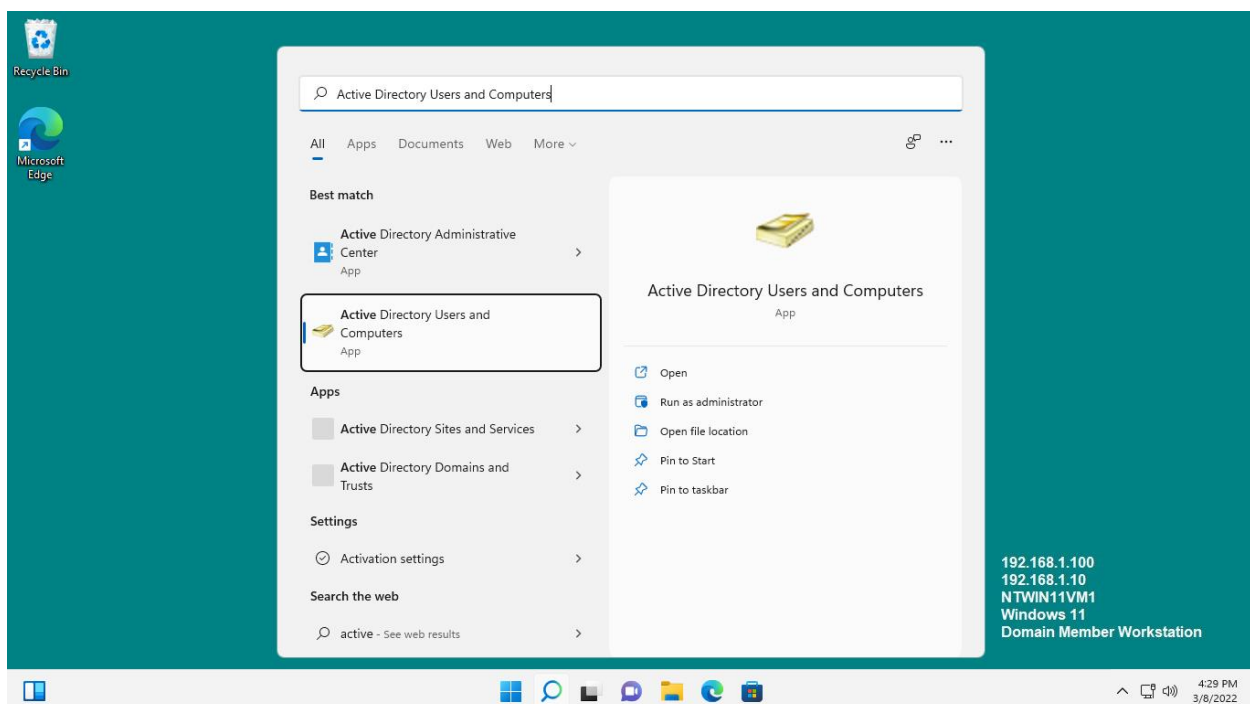 Recycle Bin
Microsoft
Edge
Active Directory Users and Computers
All Apps Documents Web More
Best match
Active Directory Administrative
Center
App
Active Directory Users and
Computers
App
Apps
Active Directory Sites and Services
Active Directory Domains and
Trusts
Settings
Activation settings
Search the web
active - See web results
Active Directory Users and Computers
App
Open
Run as administrator
Open file location
Pin to Start
Pin to taskbar
192.168.1.100
192.168.1.10
NTWIN11VM1
Windows 11
Domain Member Workstation
4:29 PM
3/8/2022